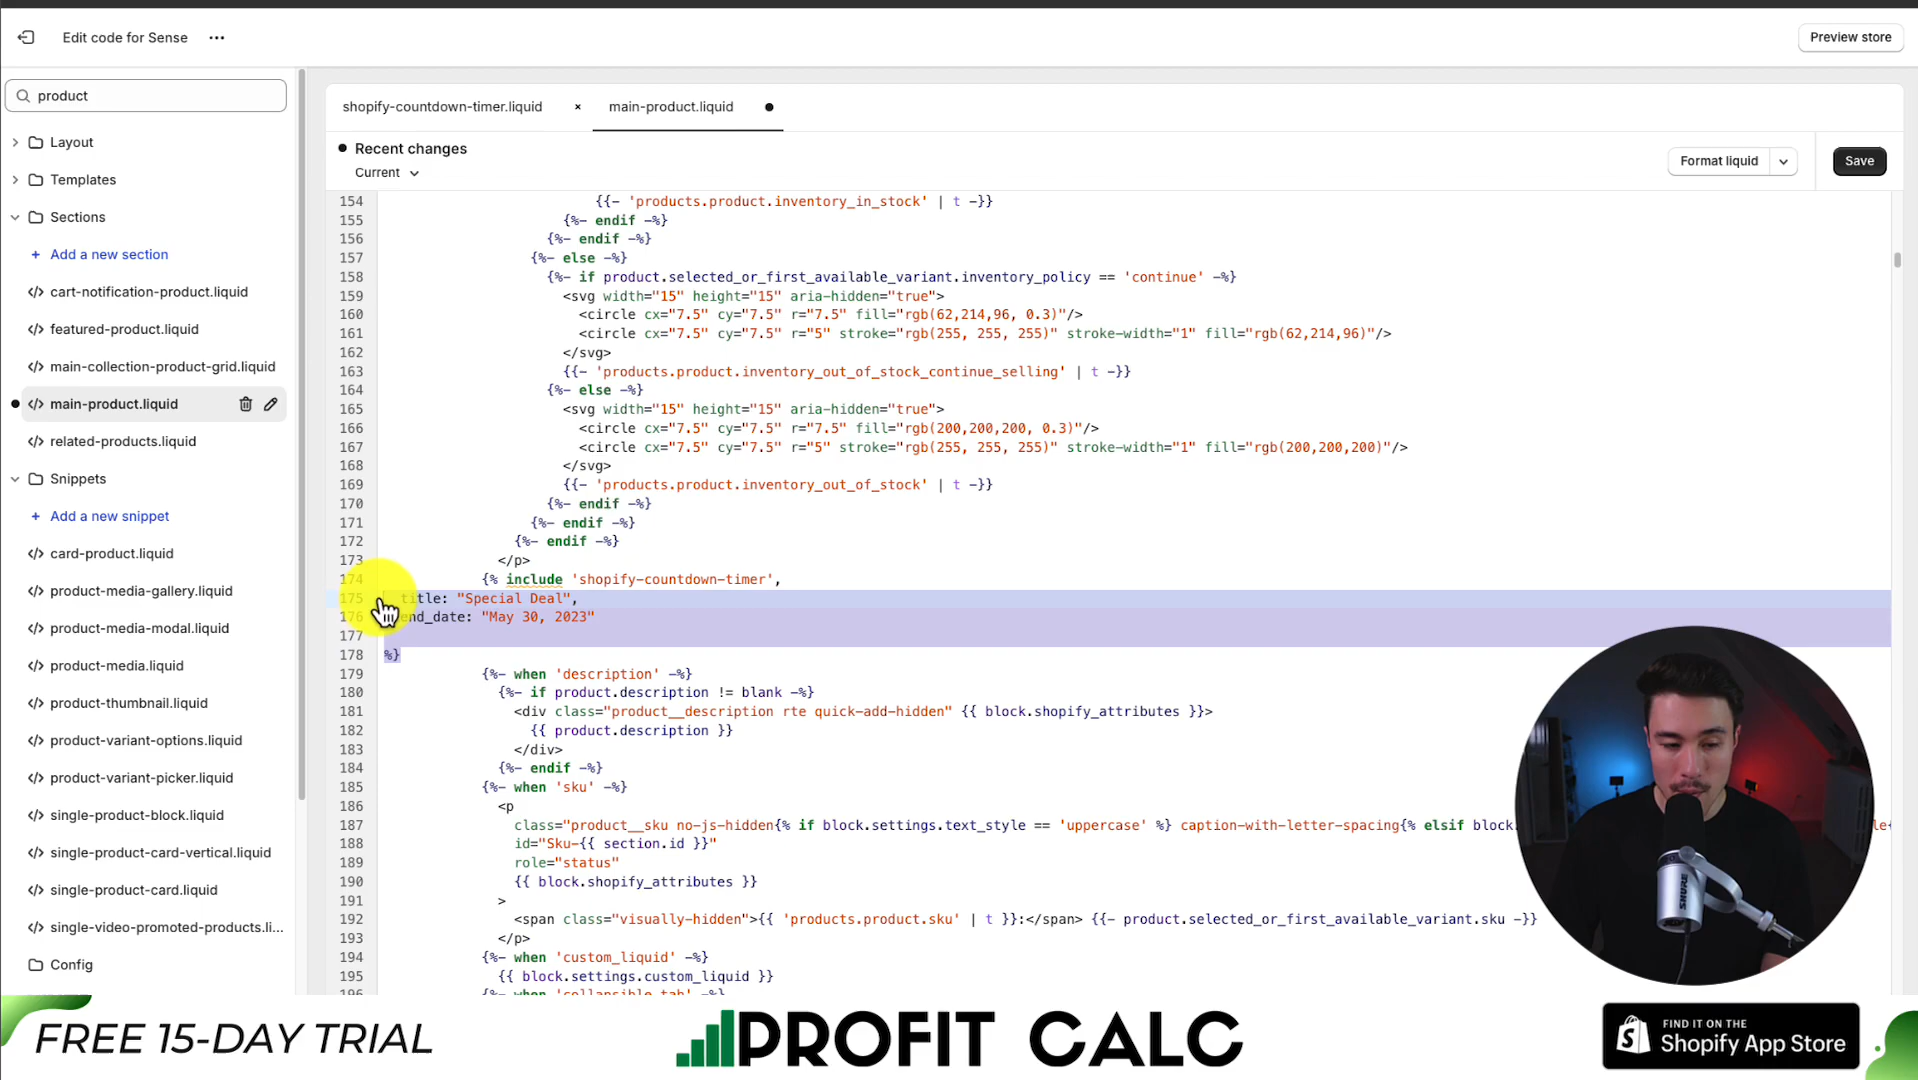 Edit code for Sense ...
Preview store
product
Layout
Templates
Sections
+ Add a new section
</> cart-notification-product.liquid
</> featured-product.liquid
</> main-collection-product-grid.liquid
</> main-product.liquid
</> related-products.liquid
Snippets
+ Add a new snippet
</> card-product.liquid
</> product-media-gallery.liquid
</> product-media-modal.liquid
</> product-media.liquid
</> product-thumbnail.liquid
</> product-variant-options.liquid
</> product-variant-picker.liquid
</> single-product-block.liquid
</> single-product-card-vertical.liquid
</> single-product-card.liquid
</> single-video-promoted-products.li...
Config
shopify-countdown-timer.liquid ×
main-product.liquid
Recent changes
Current
Format liquid
Save
154 {{- 'products.product.inventory_in_stock' | t -}}
155 {%- endif -%}
156 {%- endif -%}
157 {%- else -%}
158 {%- if product.selected_or_first_available_variant.inventory_policy == 'continue' -%}
159 <svg width="15" height="15" aria-hidden="true">
160 <circle cx="7.5" cy="7.5" r="7.5" fill="rgb(62,214,96, 0.3)"/>
161 <circle cx="7.5" cy="7.5" r="5" stroke="rgb(255, 255, 255)" stroke-width="1" fill="rgb(62,214,96)"/>
162 </svg>
163 {{- 'products.product.inventory_out_of_stock_continue_selling' | t -}}
164 {%- else -%}
165 <svg width="15" height="15" aria-hidden="true">
166 <circle cx="7.5" cy="7.5" r="7.5" fill="rgb(200,200,200, 0.3)"/>
167 <circle cx="7.5" cy="7.5" r="5" stroke="rgb(255, 255, 255)" stroke-width="1" fill="rgb(200,200,200)"/>
168 </svg>
169 {{- 'products.product.inventory_out_of_stock' | t -}}
170 {%- endif -%}
171 {%- endif -%}
172 {%- endif -%}
173 </p>
174 {% include 'shopify-countdown-timer',
175 title: "Special Deal",
176 end_date: "May 30, 2023"
177
178 %}
179 {%- when 'description' -%}
180 {%- if product.description != blank -%}
181 <div class="product__description rte quick-add-hidden" {{ block.shopify_attributes }}>
182 {{ product.description }}
183 </div>
184 {%- endif -%}
185 {%- when 'sku' -%}
186 <p
187 class="product__sku no-js-hidden{% if block.settings.text_style == 'uppercase' %} caption-with-letter-spacing{% elsif block.
188 id="Sku-{{ section.id }}"
189 role="status"
190 {{ block.shopify_attributes }}
191 >
192 <span class="visually-hidden">{{ 'products.product.sku' | t }}:</span> {{- product.selected_or_first_available_variant.sku -}}
193 </p>
194 {%- when 'custom_liquid' -%}
195 {{ block.settings.custom_liquid }}
FREE 15-DAY TRIAL
PROFIT CALC
FIND IT ON THE
Shopify App Store
SHURE